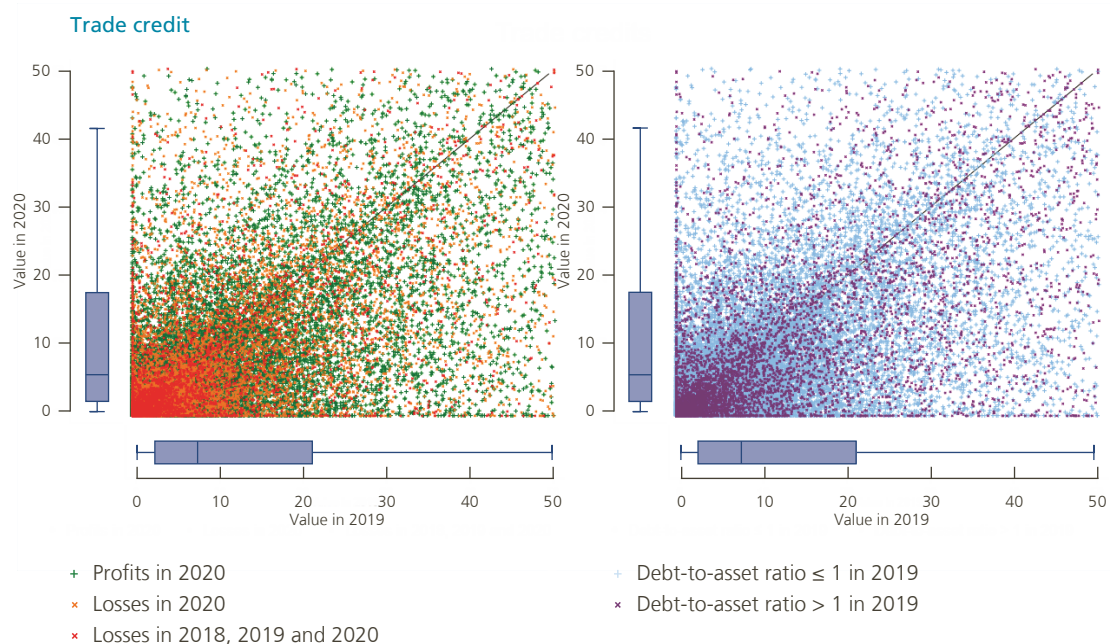 Trade credit
50
40
30
20
10
0
Value in 2020
0
10
20
30
40
50
Value in 2019
50
40
30
20
10
0
Value in 2020
0
10
20
30
40
50
Value in 2019
+ Profits in 2020
× Losses in 2020
× Losses in 2018, 2019 and 2020
+ Debt-to-asset ratio ≤ 1 in 2019
× Debt-to-asset ratio > 1 in 2019